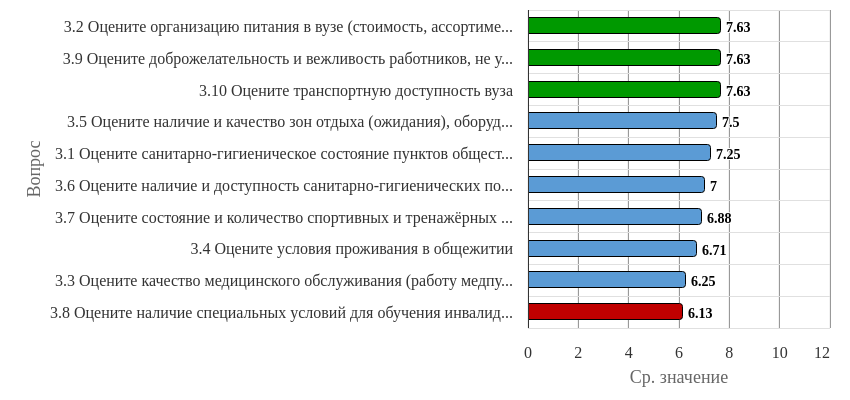 3.2 Оцените организацию питания в вузе (стоимость, ассортиме... 7.63
3.9 Оцените доброжелательность и вежливость работников, не у... 7.63
3.10 Оцените транспортную доступность вуза 7.63
3.5 Оцените наличие и качество зон отдыха (ожидания), оборуд... 7.5
3.1 Оцените санитарно-гигиеническое состояние пунктов общест... 7.25
3.6 Оцените наличие и доступность санитарно-гигиенических по... 7
3.7 Оцените состояние и количество спортивных и тренажёрных ... 6.88
3.4 Оцените условия проживания в общежитии 6.71
3.3 Оцените качество медицинского обслуживания (работу медпу... 6.25
3.8 Оцените наличие специальных условий для обучения инвалид... 6.13
Вопрос
0 2 4 6 8 10 12
Ср. значение